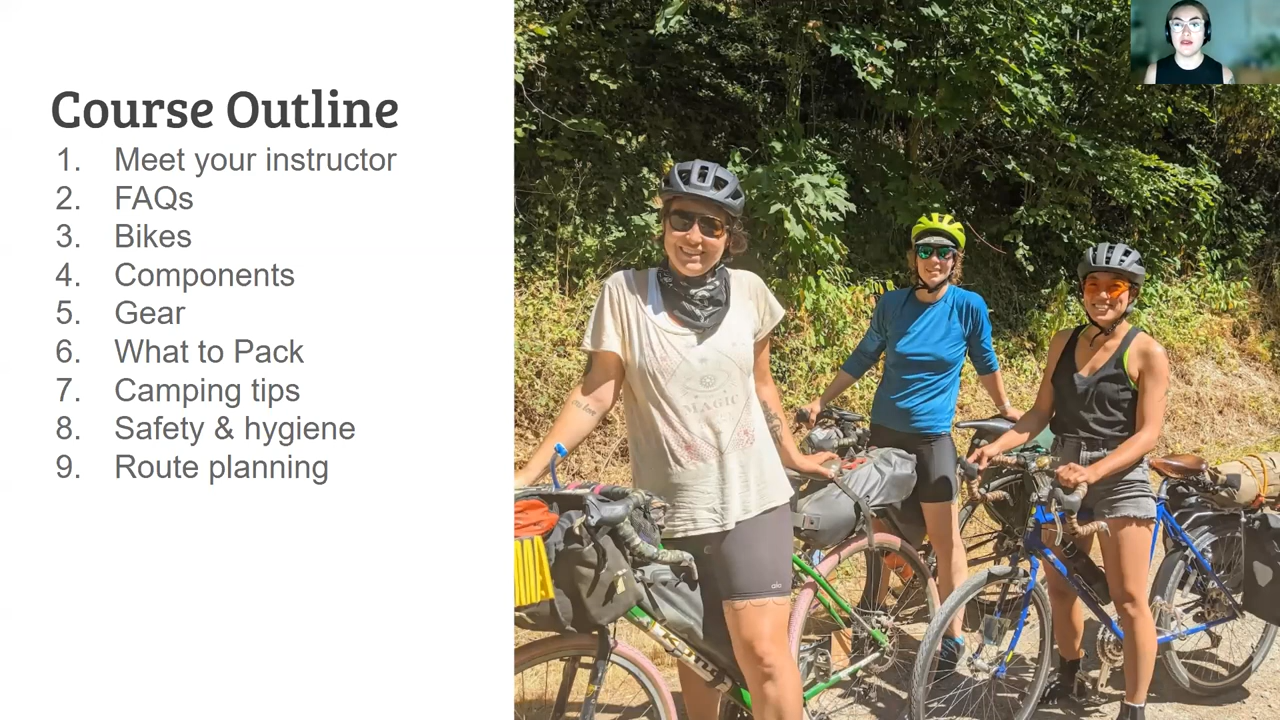 Course Outline
1. Meet your instructor
2. FAQs
3. Bikes
4. Components
5. Gear
6. What to Pack
7. Camping tips
8. Safety & hygiene
9. Route planning
MAGIC